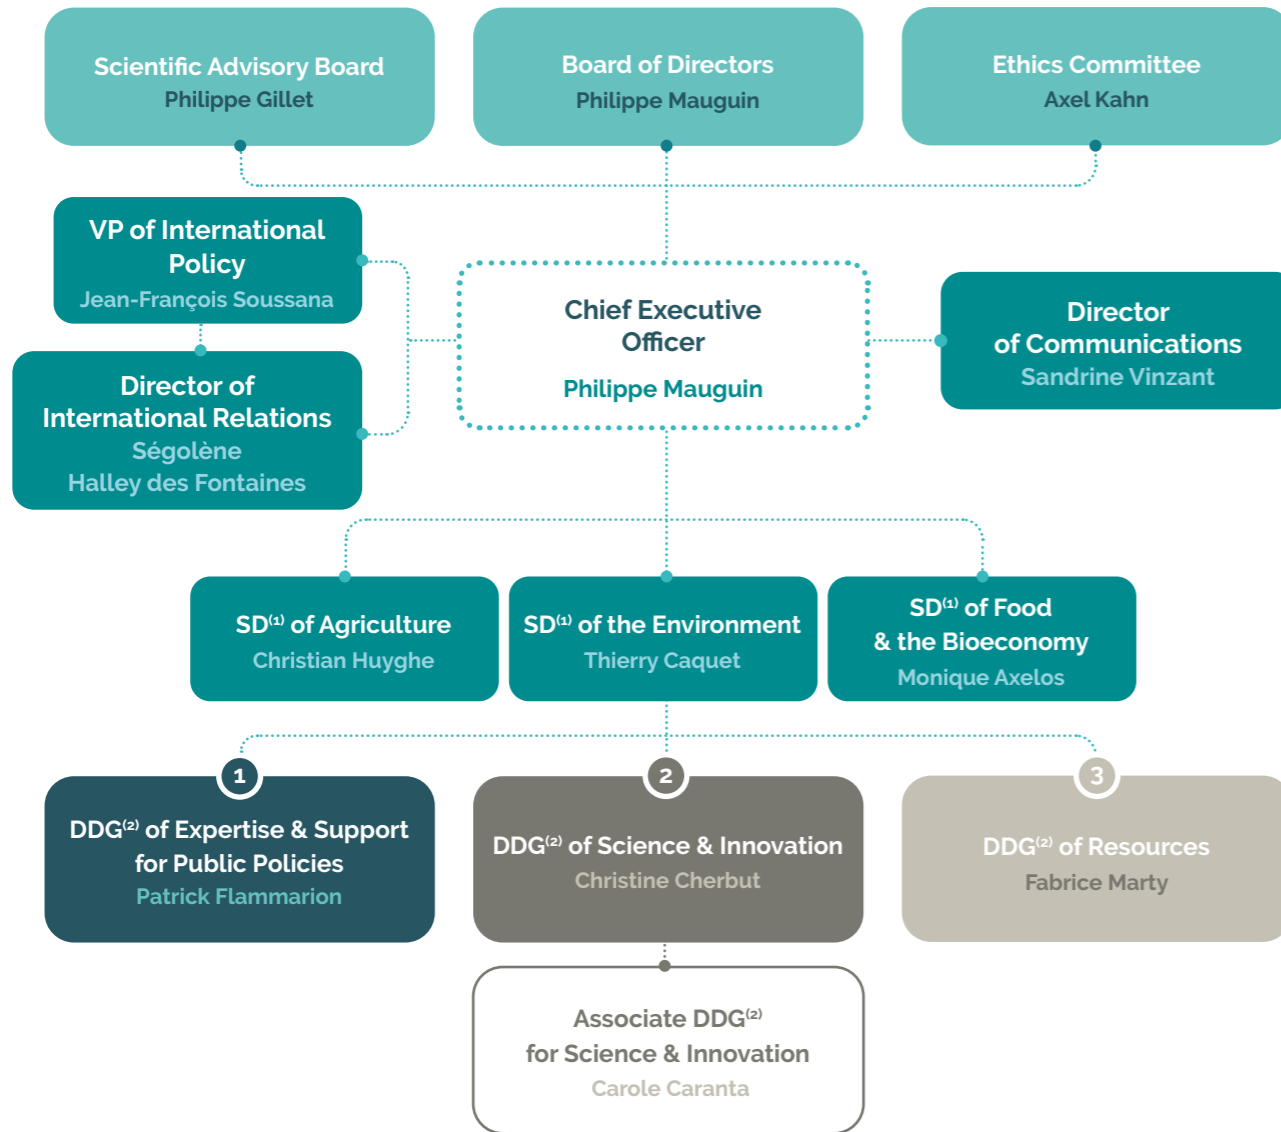 Scientific Advisory Board
Philippe Gillet
Board of Directors
Philippe Mauguin
Ethics Committee
Axel Kahn
VP of International
Policy
Jean-François Soussana
Director of
International Relations
Ségolène
Halley des Fontaines
Chief Executive
Officer
Philippe Mauguin
Director
of Communications
Sandrine Vinzant
SD⁽¹⁾ of Agriculture
Christian Huyghe
SD⁽¹⁾ of the Environment
Thierry Caquet
SD⁽¹⁾ of Food
& the Bioeconomy
Monique Axelos
1
DDG⁽²⁾ of Expertise & Support
for Public Policies
Patrick Flammarion
2
DDG⁽²⁾ of Science & Innovation
Christine Cherbut
3
DDG⁽²⁾ of Resources
Fabrice Marty
Associate DDG⁽²⁾
for Science & Innovation
Carole Caranta